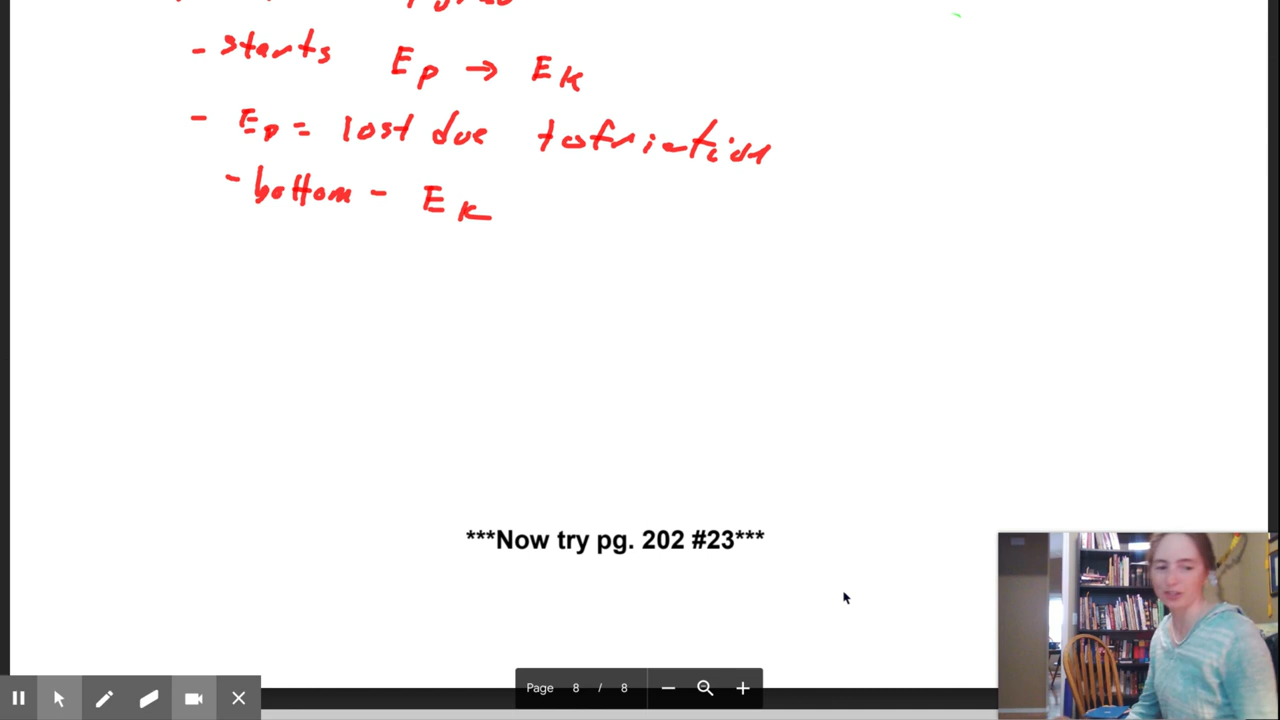 - starts Ep → Ek
- Ep = lost due to friction
- bottom - Ek
***Now try pg. 202 #23***
Page 8 / 8